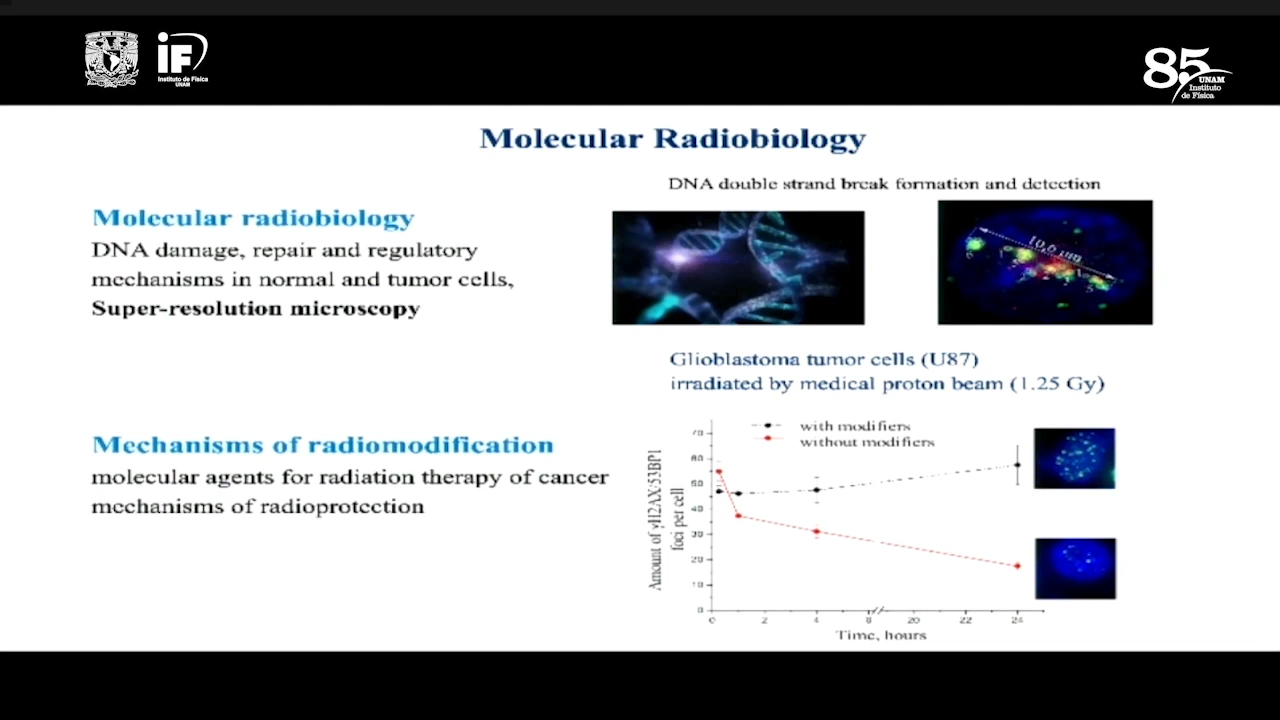 iF
Instituto de Física
UNAM
85
UNAM
Instituto
de Física
Molecular Radiobiology
DNA double strand break formation and detection
Molecular radiobiology
DNA damage, repair and regulatory
mechanisms in normal and tumor cells,
Super-resolution microscopy
10,6 µm
Glioblastoma tumor cells (U87)
irradiated by medical proton beam (1.25 Gy)
Mechanisms of radiomodification
molecular agents for radiation therapy of cancer
mechanisms of radioprotection
with modifiers
without modifiers
Amount of γH2AX/53BP1
foci per cell
70
60
50
40
30
20
10
0
0 2 4 8 20 22 24
Time, hours